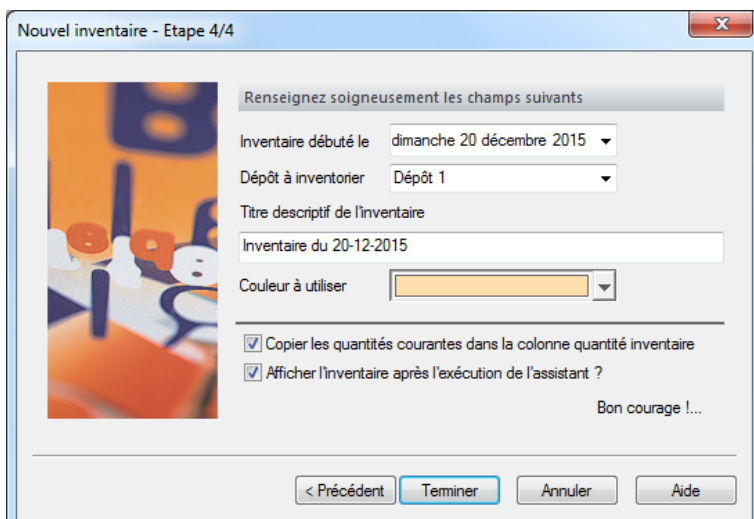 Nouvel inventaire - Etape 4/4
Renseignez soigneusement les champs suivants
Inventaire débuté le dimanche 20 décembre 2015
Dépôt à inventorier Dépôt 1
Titre descriptif de l'inventaire
Inventaire du 20-12-2015
Couleur à utiliser
Copier les quantités courantes dans la colonne quantité inventaire
Afficher l'inventaire après l'exécution de l'assistant ?
Bon courage !...
< Précédent Terminer Annuler Aide